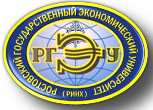 РОСТОВСКИЙ ГОСУДАРСТВЕННЫЙ ЭКОНОМИЧЕСКИЙ УНИВЕРСИТЕТ
РГЭУ
(РИНХ)